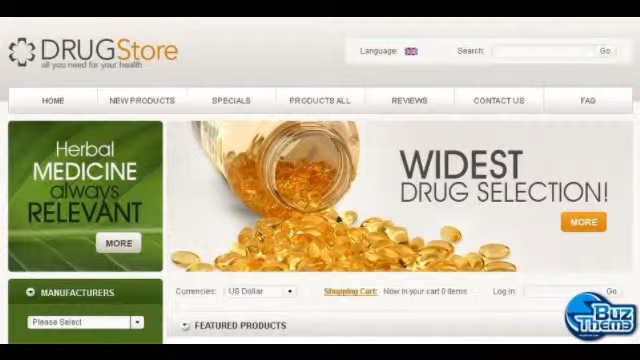 DRUGStore
all you need for your health
Language:
Search:
Go
HOME
NEW PRODUCTS
SPECIALS
PRODUCTS ALL
REVIEWS
CONTACT US
FAQ
Herbal
MEDICINE
always
RELEVANT
MORE
WIDEST
DRUG SELECTION!
MORE
MANUFACTURERS
Please Select
Currencies:
US Dollar
Shopping Cart:
Now in your cart 0 items
Log in:
Go
FEATURED PRODUCTS
Buz
Them3